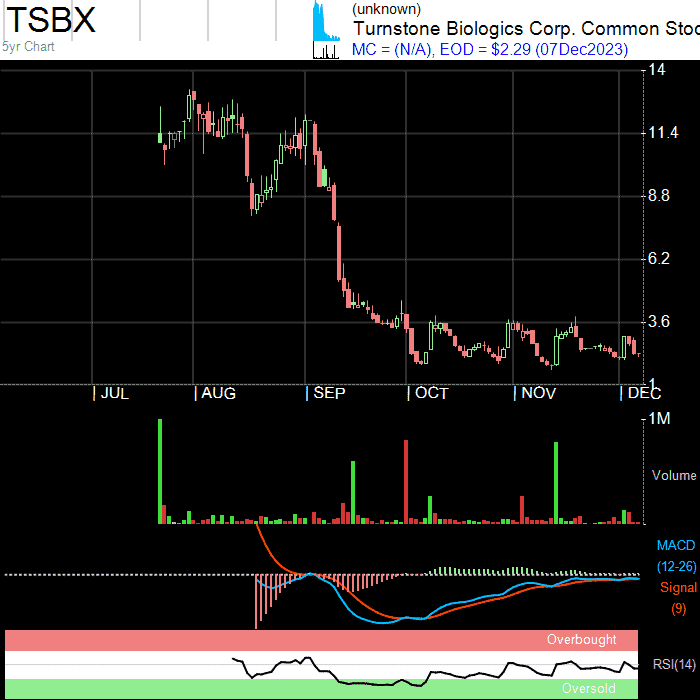 TSBX
5yr Chart
(unknown)
Turnstone Biologics Corp. Common Stoc
MC = (N/A), EOD = $2.29 (07Dec2023)
14
11.4
8.8
6.2
3.6
1
JUL AUG SEP OCT NOV DEC
1M
Volume
MACD
(12-26)
Signal
(9)
Overbought
RSI(14)
Oversold